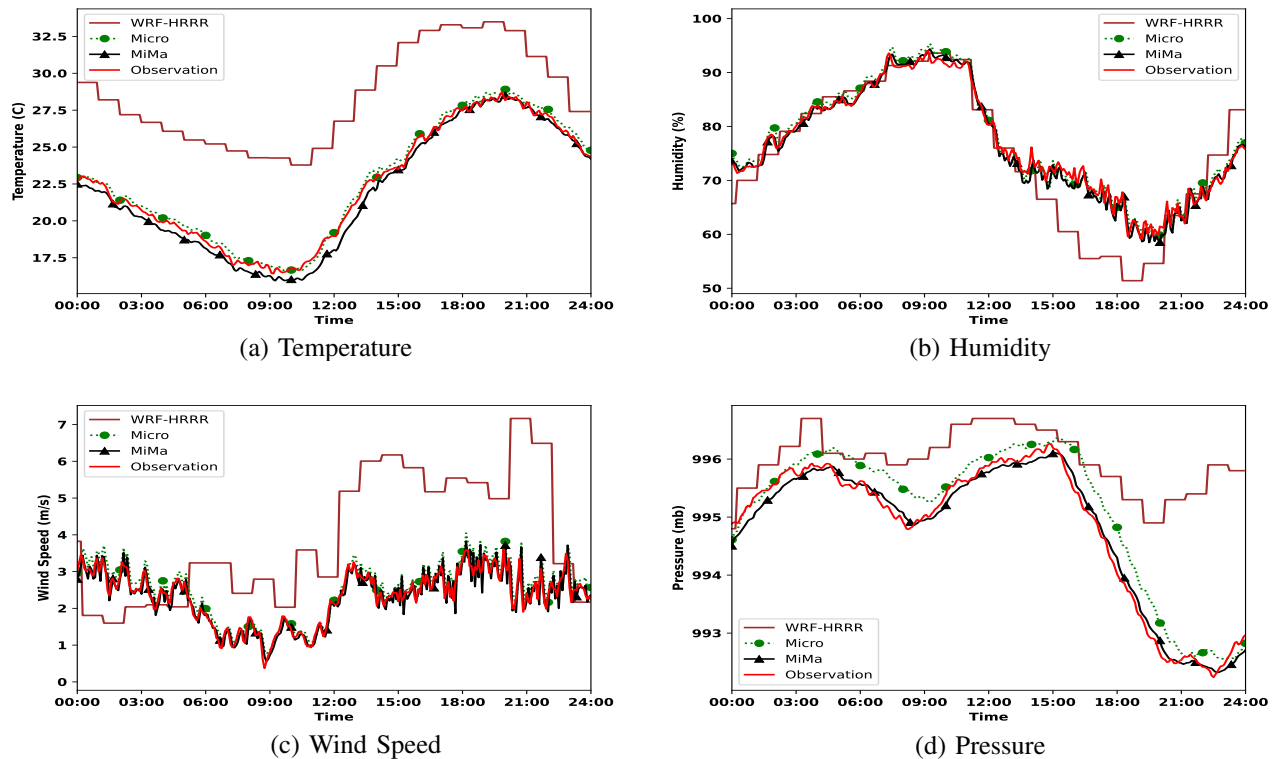 32.5
30.0
27.5
25.0
22.5
20.0
17.5
Temperature (C)
WRF-HRRR
Micro
MiMa
Observation
00:00 03:00 06:00 09:00 12:00 15:00 18:00 21:00 24:00
Time
(a) Temperature
100
90
80
70
60
50
Humidity (%)
WRF-HRRR
Micro
MiMa
Observation
00:00 03:00 06:00 09:00 12:00 15:00 18:00 21:00 24:00
Time
(b) Humidity
7
6
5
4
3
2
1
0
Wind Speed (m/s)
WRF-HRRR
Micro
MiMa
Observation
00:00 03:00 06:00 09:00 12:00 15:00 18:00 21:00 24:00
Time
(c) Wind Speed
996
995
994
993
Pressure (mb)
WRF-HRRR
Micro
MiMa
Observation
00:00 03:00 06:00 09:00 12:00 15:00 18:00 21:00 24:00
Time
(d) Pressure